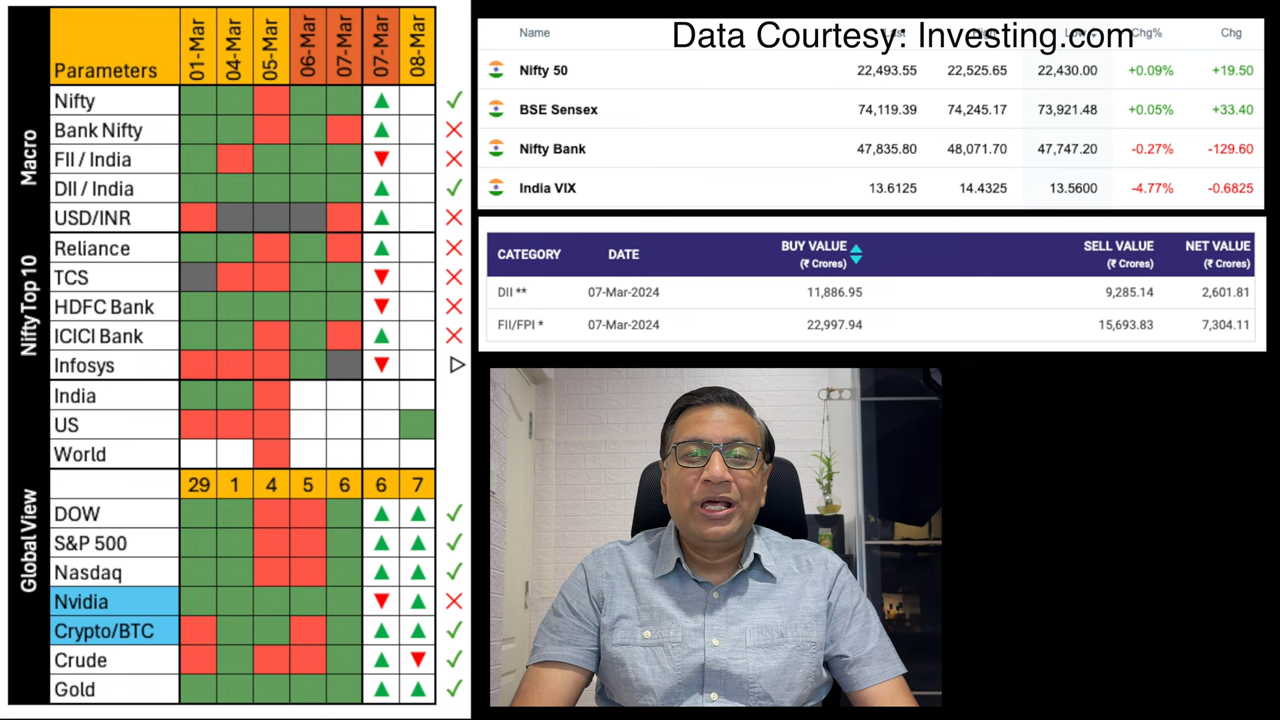 Parameters 01-Mar 04-Mar 05-Mar 06-Mar 07-Mar 07-Mar 08-Mar
Macro
Nifty
Bank Nifty
FII / India
DII / India
USD/INR
Nifty Top 10
Reliance
TCS
HDFC Bank
ICICI Bank
Infosys
Global View
India
US
World
29 1 4 5 6 6 7
DOW
S&P 500
Nasdaq
Nvidia
Crypto/BTC
Crude
Gold
Data Courtesy: Investing.com
Name Chg% Chg
Nifty 50 22,493.55 22,525.65 22,430.00 +0.09% +19.50
BSE Sensex 74,119.39 74,245.17 73,921.48 +0.05% +33.40
Nifty Bank 47,835.80 48,071.70 47,747.20 -0.27% -129.60
India VIX 13.6125 14.4325 13.5600 -4.77% -0.6825
CATEGORY DATE BUY VALUE SELL VALUE NET VALUE
(₹ Crores) (₹ Crores) (₹ Crores)
DII ** 07-Mar-2024 11,886.95 9,285.14 2,601.81
FII/FPI * 07-Mar-2024 22,997.94 15,693.83 7,304.11